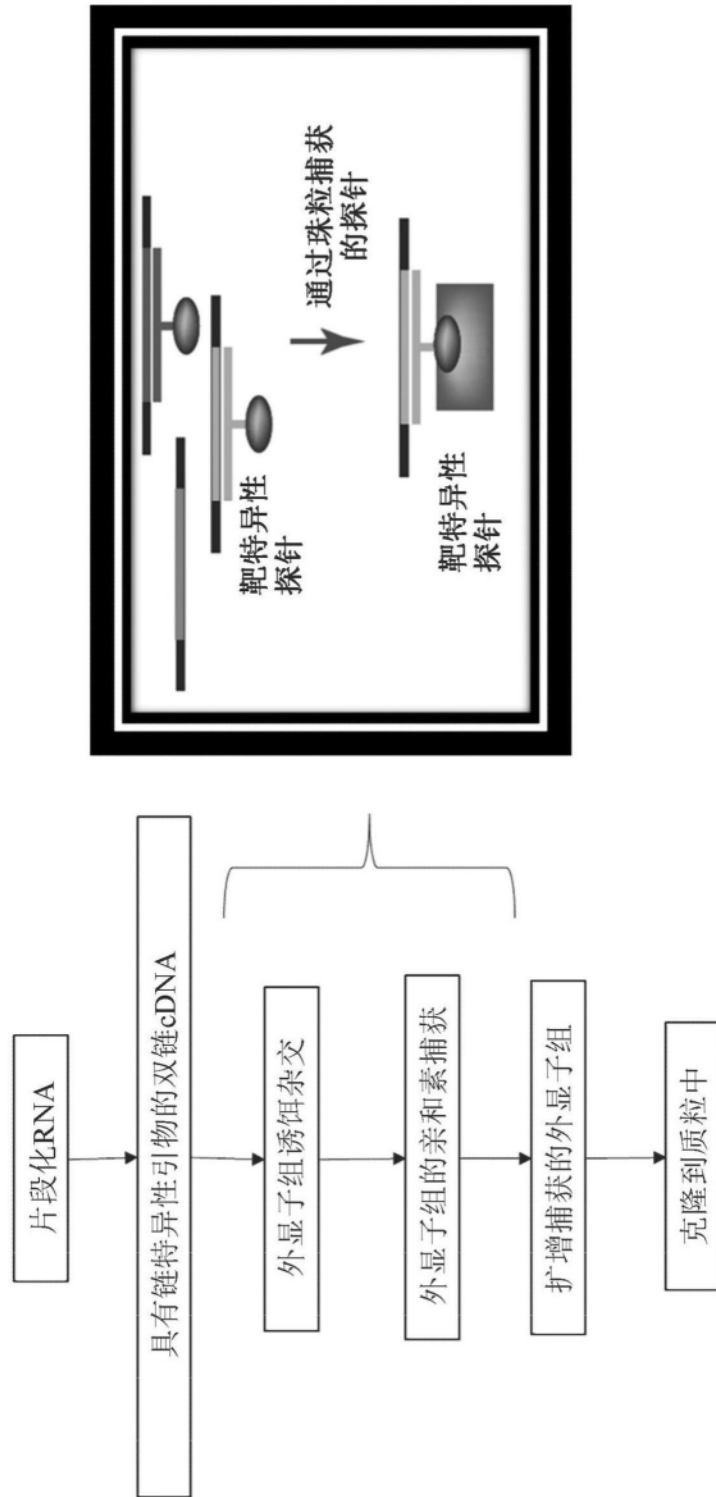 片段化RNA
具有链特异性引物的双链cDNA
外显子组诱饵杂交
外显子组的亲和素捕获
扩增捕获的外显子组
克隆到质粒中
靶特异性
探针
通过珠粒捕获
的探针
靶特异性
探针